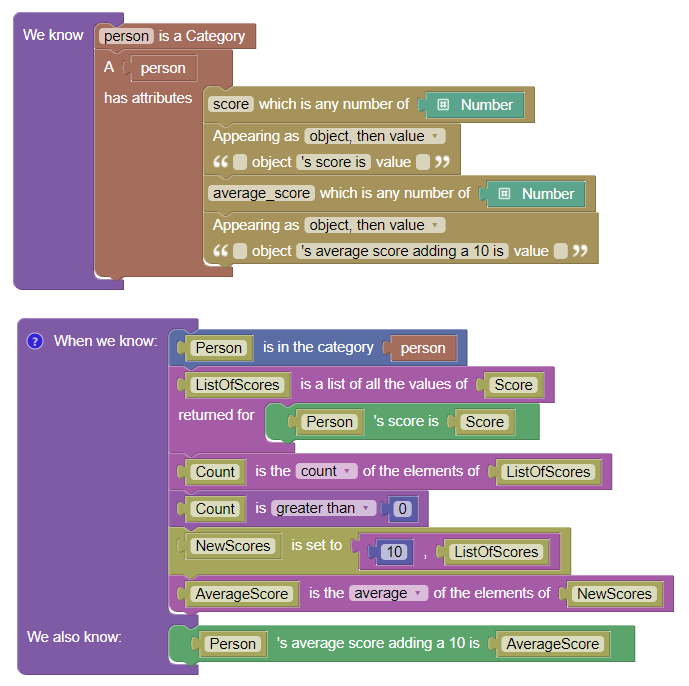 We know person is a Category
A person
has attributes
score which is any number of Number
Appearing as object, then value ▾
“ object 's score is value ”
average_score which is any number of Number
Appearing as object, then value ▾
“ object 's average score adding a 10 is value ”
? When we know: Person is in the category person
ListOfScores is a list of all the values of Score
returned for Person 's score is Score
Count is the count ▾ of the elements of ListOfScores
Count is greater than ▾ 0
NewScores is set to 10 , ListOfScores
AverageScore is the average ▾ of the elements of NewScores
We also know: Person 's average score adding a 10 is AverageScore